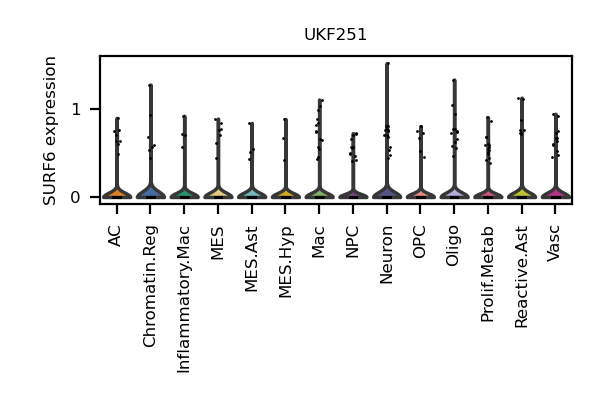 UKF251
SURF6 expression
1
0
AC
Chromatin.Reg
Inflammatory.Mac
MES
MES.Ast
MES.Hyp
Mac
NPC
Neuron
OPC
Oligo
Prolif.Metab
Reactive.Ast
Vasc